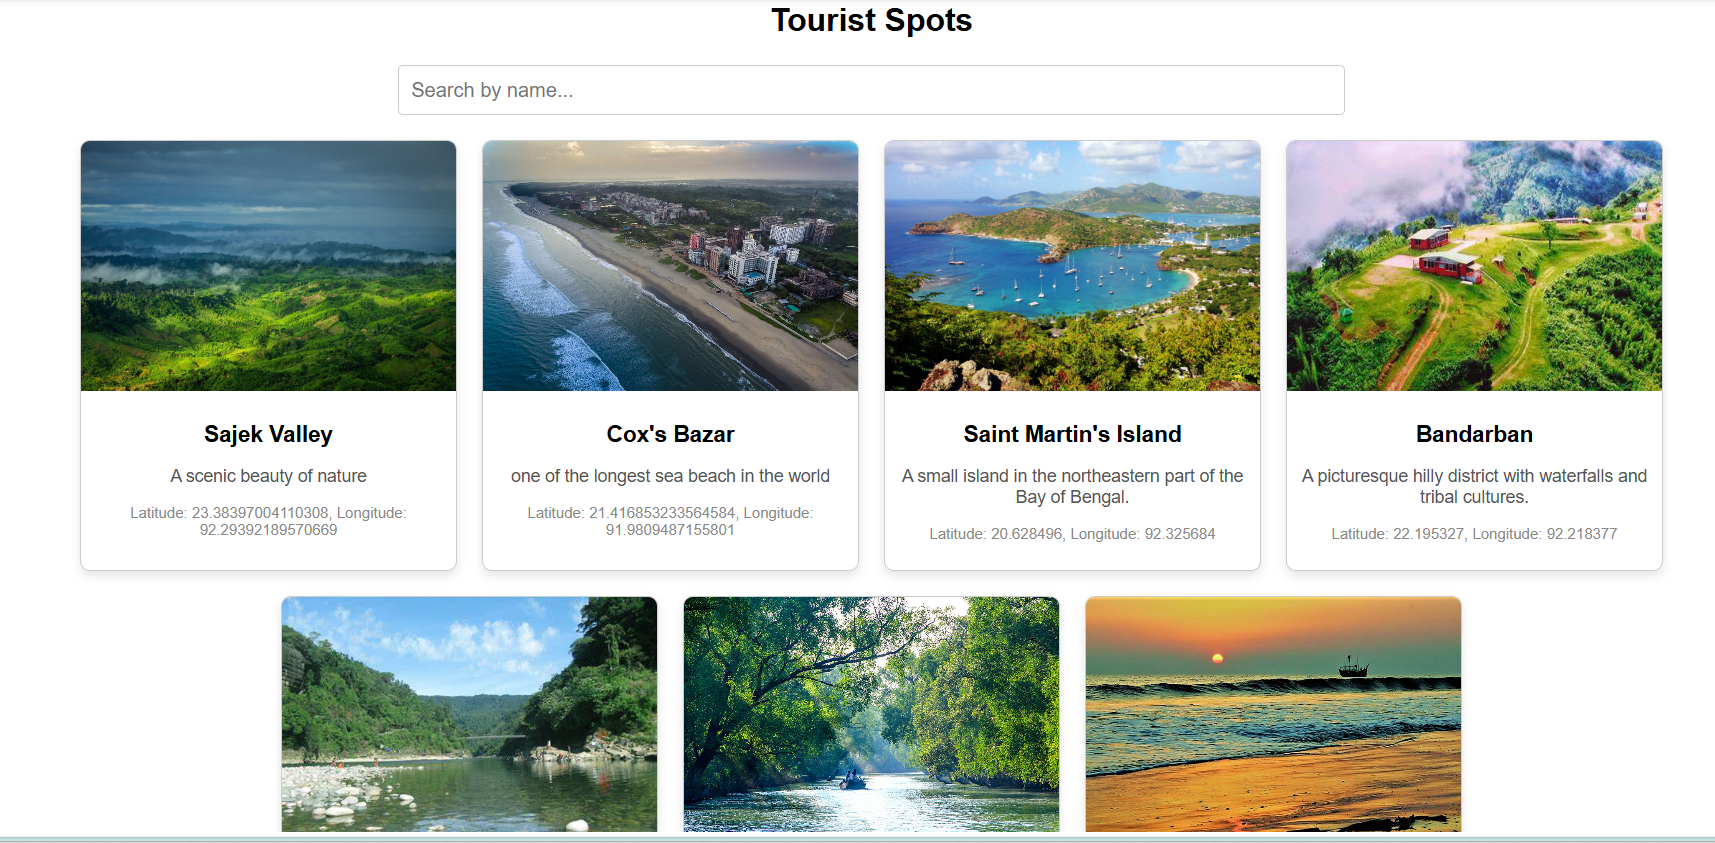 Tourist Spots
Search by name...
Sajek Valley
A scenic beauty of nature
Latitude: 23.38397004110308, Longitude:
92.29392189570669
Cox's Bazar
one of the longest sea beach in the world
Latitude: 21.416853233564584, Longitude:
91.9809487155801
Saint Martin's Island
A small island in the northeastern part of the
Bay of Bengal.
Latitude: 20.628496, Longitude: 92.325684
Bandarban
A picturesque hilly district with waterfalls and
tribal cultures.
Latitude: 22.195327, Longitude: 92.218377